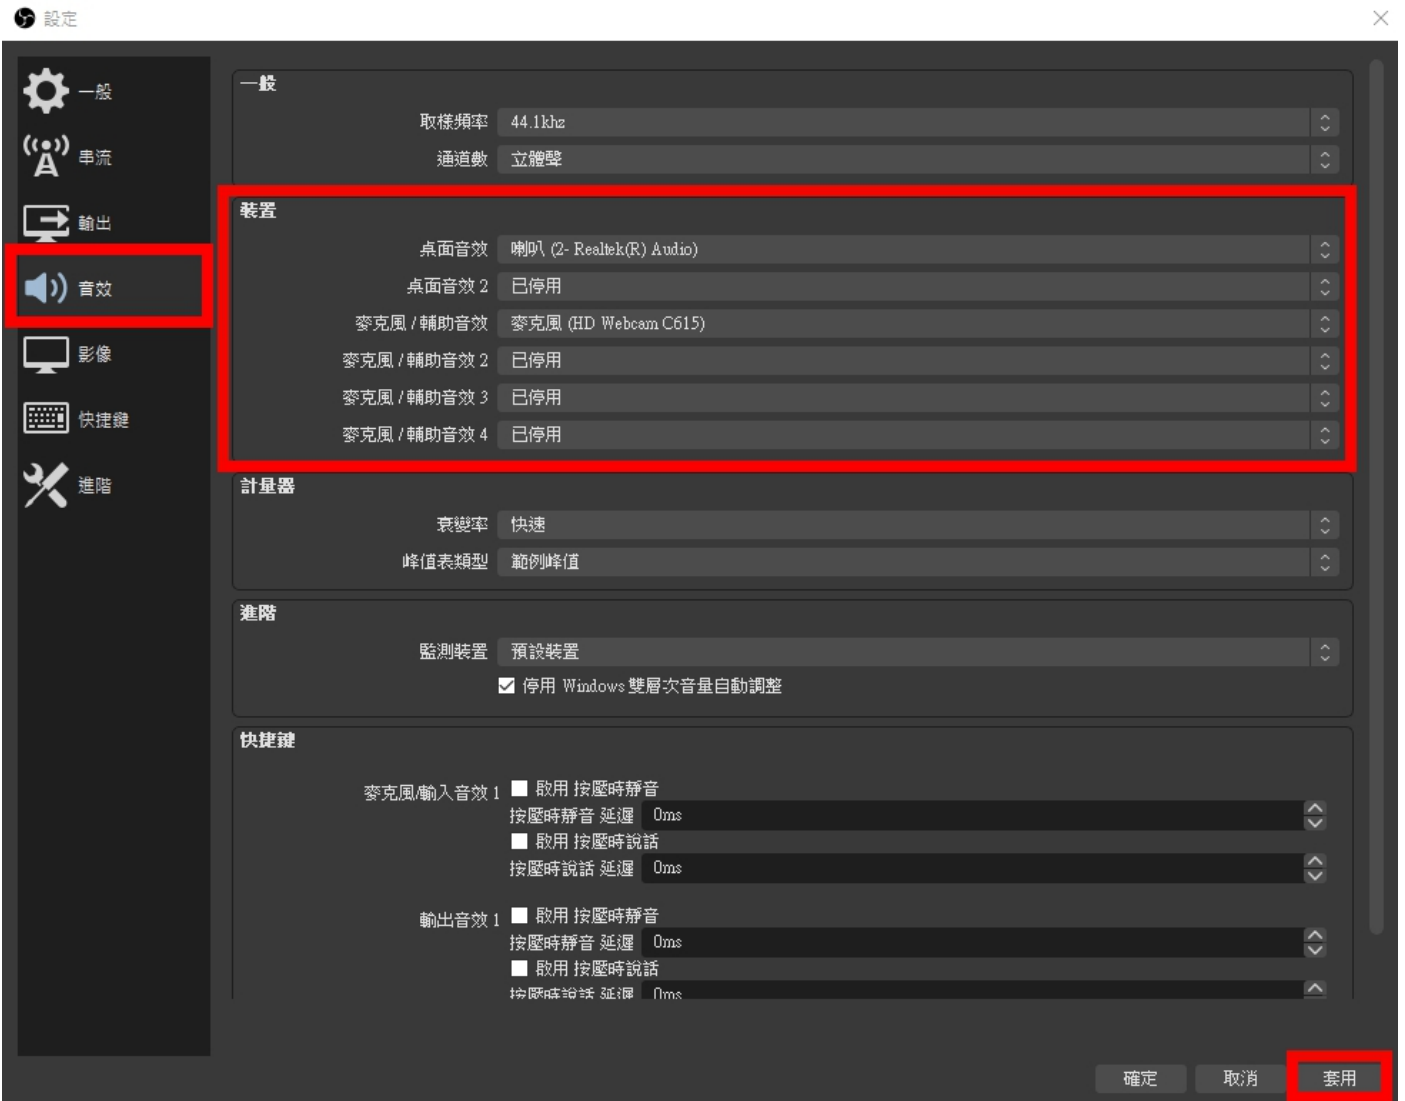 設定
一般
串流
輸出
音效
影像
快捷鍵
進階
一般
取樣頻率 44.1khz
通道數 立體聲
裝置
桌面音效 喇叭 (2- Realtek(R) Audio)
桌面音效 2 已停用
麥克風 / 輔助音效 麥克風 (HD Webcam C615)
麥克風 / 輔助音效 2 已停用
麥克風 / 輔助音效 3 已停用
麥克風 / 輔助音效 4 已停用
計量器
衰變率 快速
峰值表類型 範例峰值
進階
監測裝置 預設裝置
停用 Windows 雙層次音量自動調整
快捷鍵
麥克風/輸入音效 1 啟用 按壓時靜音
按壓時靜音 延遲 0ms
啟用 按壓時說話
按壓時說話 延遲 0ms
輸出音效 1 啟用 按壓時靜音
按壓時靜音 延遲 0ms
啟用 按壓時說話
按壓時說話 延遲 0ms
確定 取消 套用